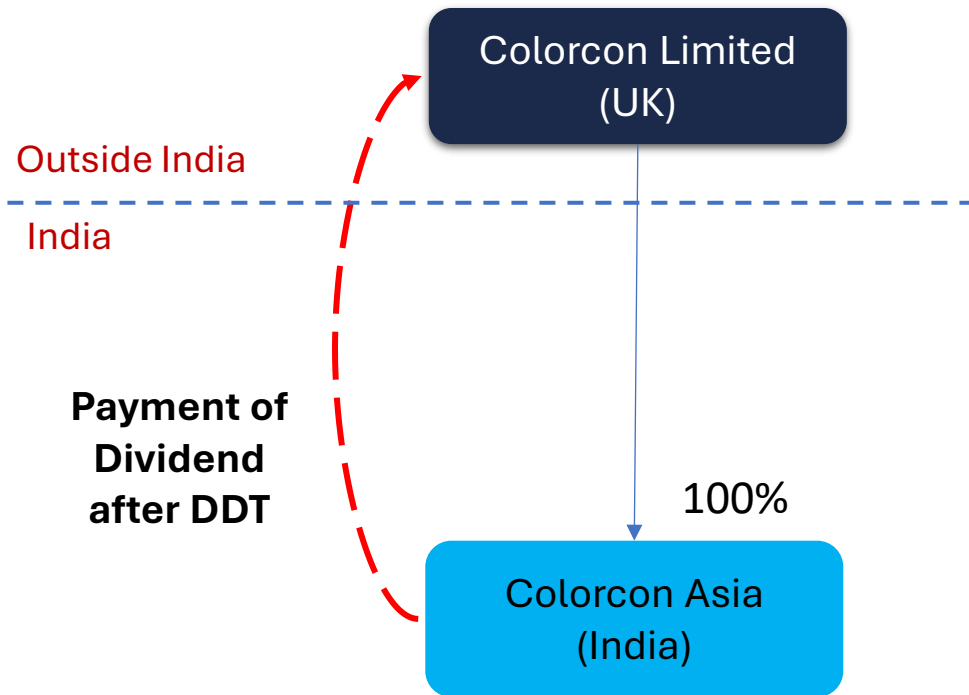 Colorcon Limited
(UK)
Outside India
India
Payment of
Dividend
after DDT
100%
Colorcon Asia
(India)